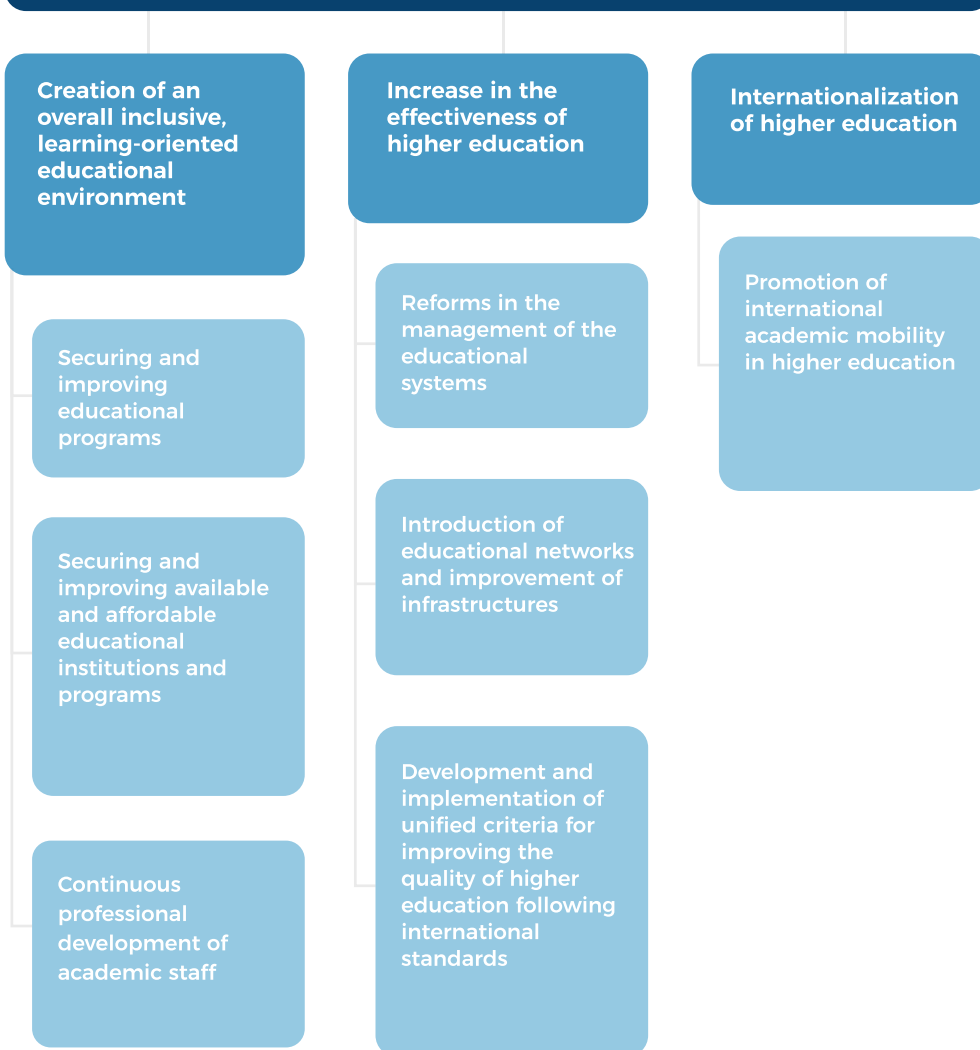 Creation of an
overall inclusive,
learning-oriented
educational
environment
Securing and
improving
educational
programs
Securing and
improving available
and affordable
educational
institutions and
programs
Continuous
professional
development of
academic staff
Increase in the
effectiveness of
higher education
Reforms in the
management of the
educational
systems
Introduction of
educational networks
and improvement of
infrastructures
Development and
implementation of
unified criteria for
improving the
quality of higher
education following
international
standards
Internationalization
of higher education
Promotion of
international
academic mobility
in higher education